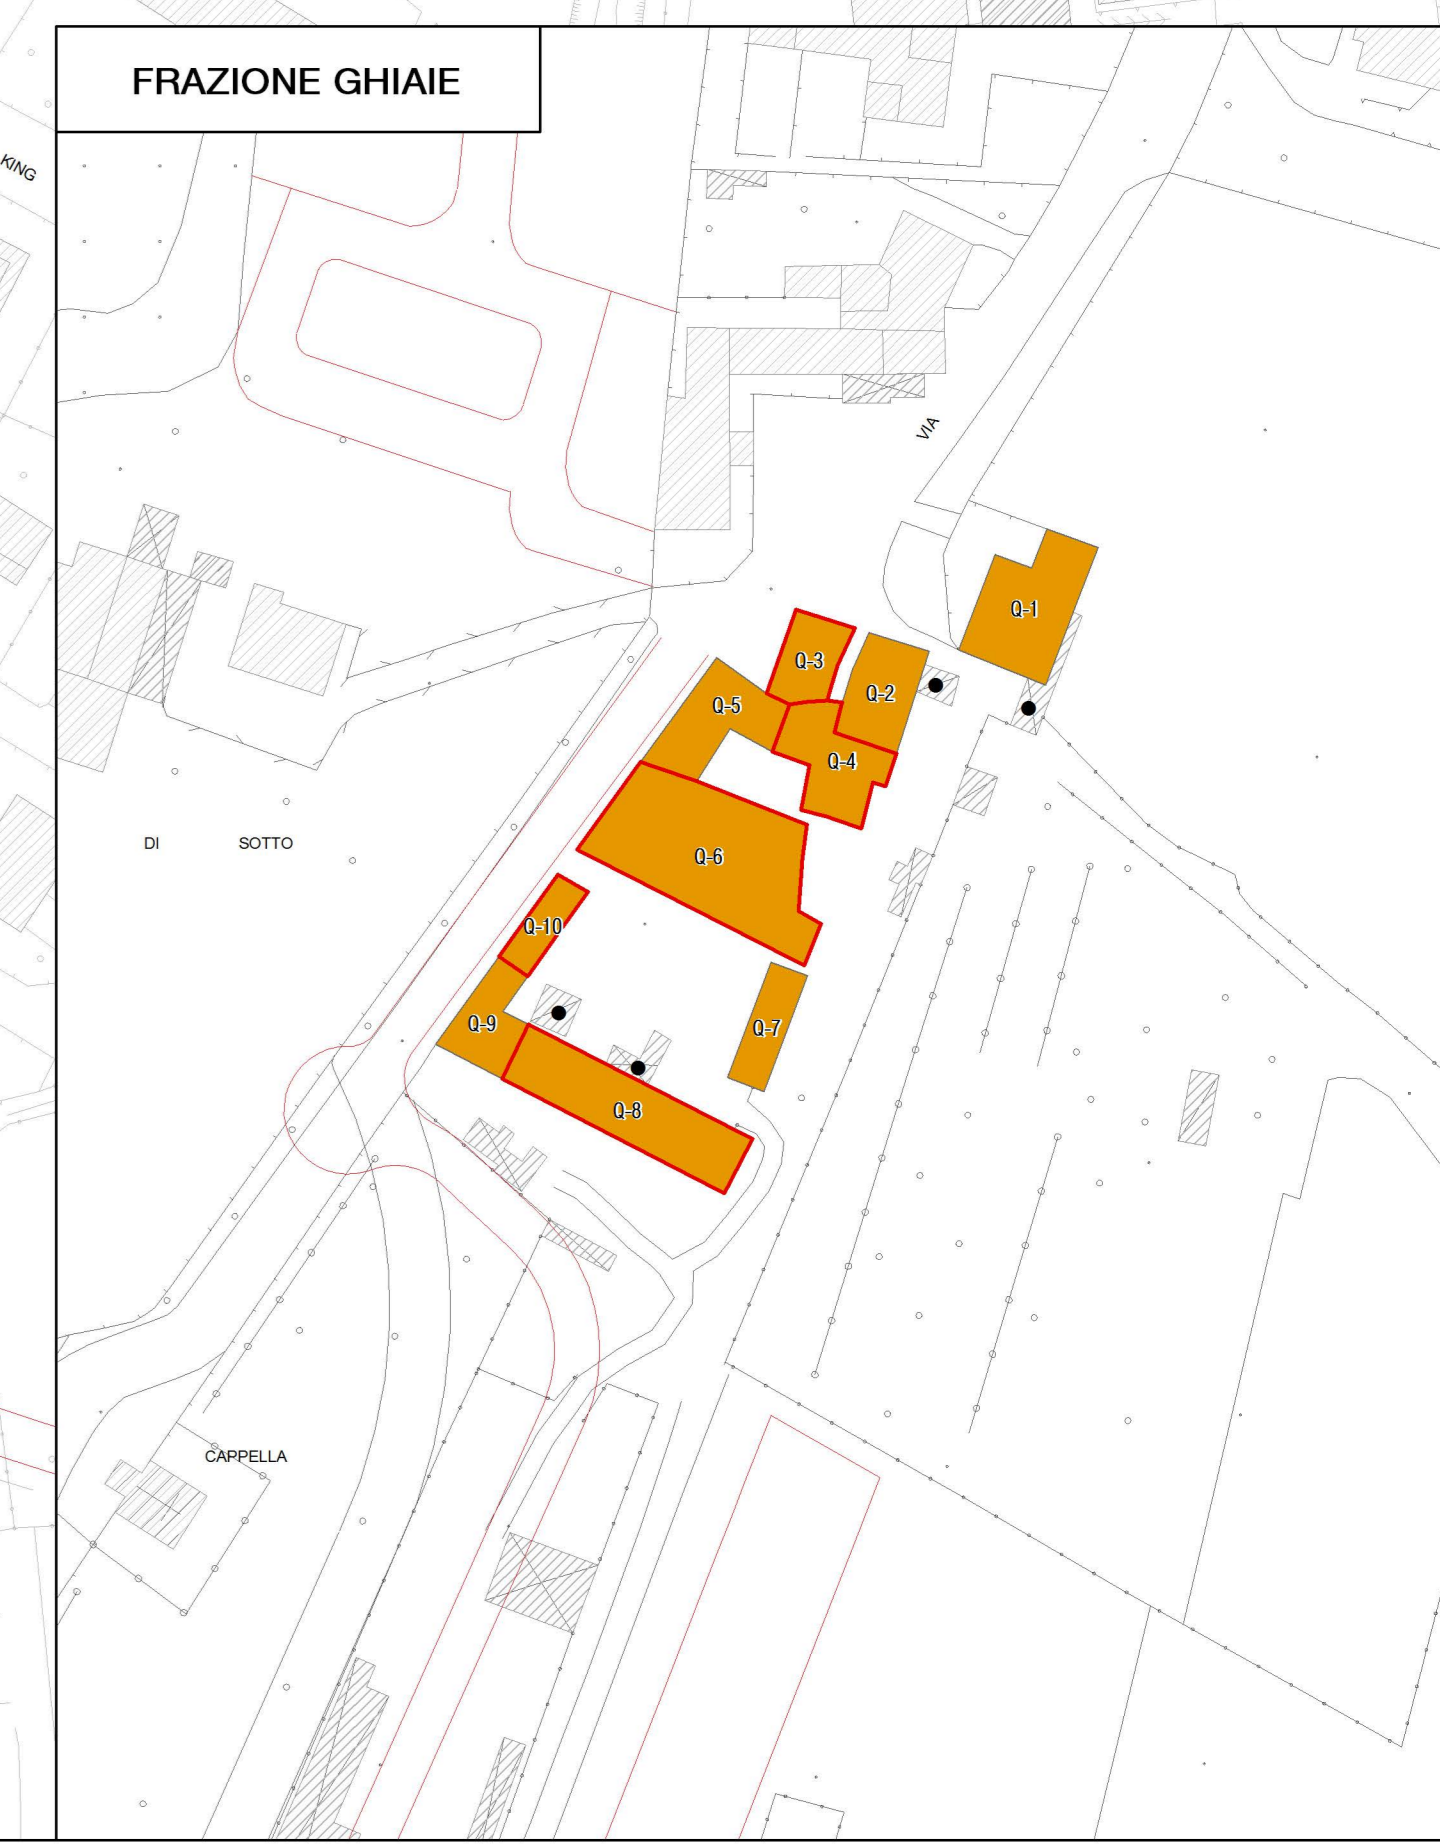 FRAZIONE GHIAIE
KING
VIA
Q-1
Q-3
Q-2
Q-5
Q-4
DI SOTTO
Q-6
Q-10
Q-9
Q-7
Q-8
CAPPELLA